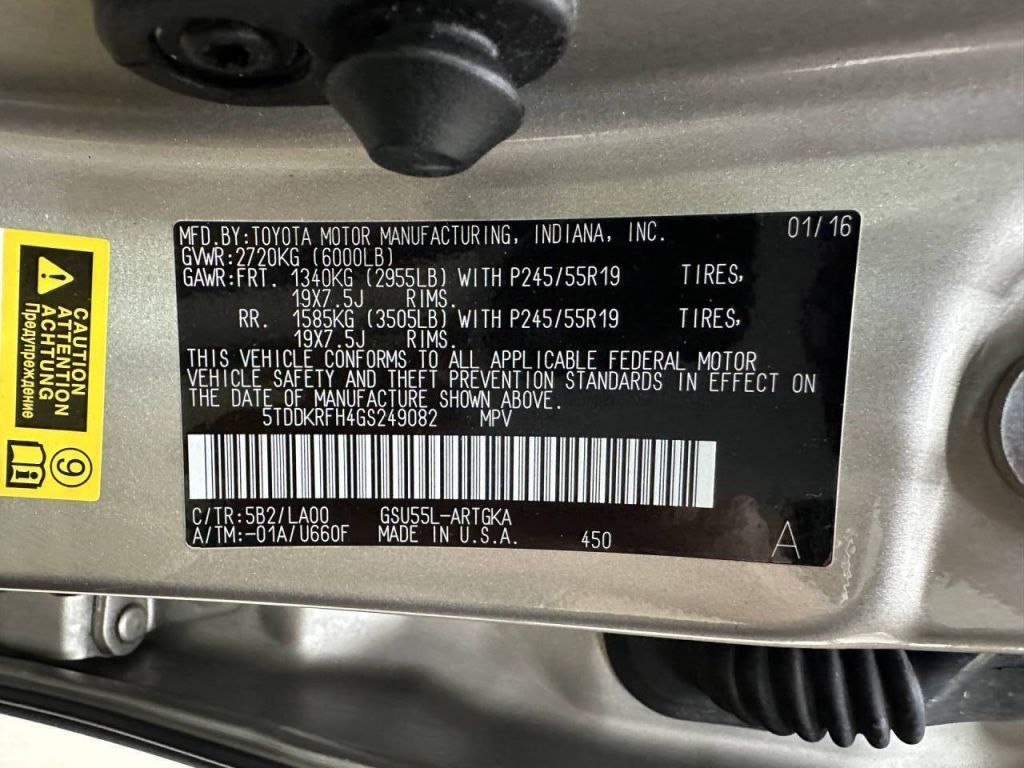 MFD.BY:TOYOTA MOTOR MANUFACTURING, INDIANA, INC. 01/16
GVWR:2720KG (6000LB)
GAWR:FRT. 1340KG (2955LB) WITH P245/55R19 TIRES,
19X7.5J RIMS.
RR. 1585KG (3505LB) WITH P245/55R19 TIRES,
19X7.5J RIMS.
THIS VEHICLE CONFORMS TO ALL APPLICABLE FEDERAL MOTOR
VEHICLE SAFETY AND THEFT PREVENTION STANDARDS IN EFFECT ON
THE DATE OF MANUFACTURE SHOWN ABOVE.
5TDDKRFH4GS249082 MPV
C/TR:5B2/LA00 GSU55L-ARTGKA
A/TM:-01A/U660F MADE IN U.S.A. 450 A
CAUTION
ATTENTION
ACHTUNG
Предупреждение
9